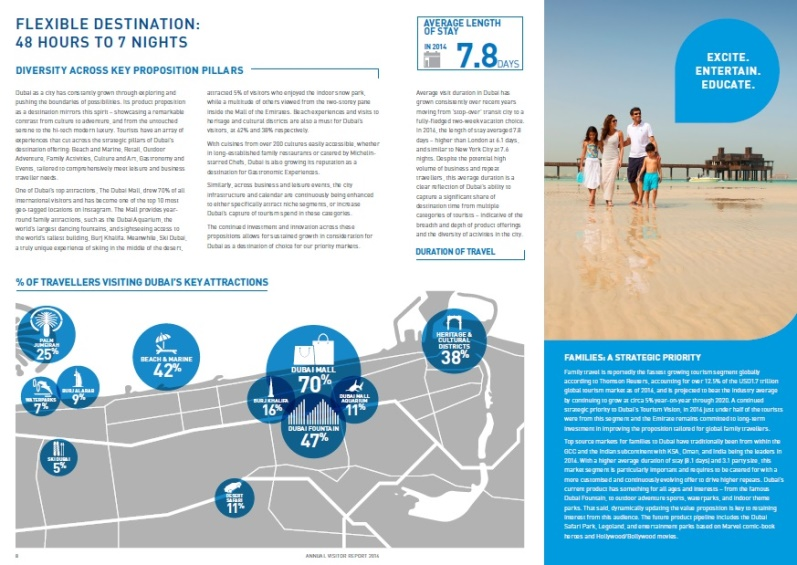 FLEXIBLE DESTINATION:
48 HOURS TO 7 NIGHTS
DIVERSITY ACROSS KEY PROPOSITION PILLARS
Dubai as a city has constantly grown through exploring and
pushing the boundaries of possibilities. Its product proposition
as a destination mirrors this spirit – showcasing a remarkable
contrast from culture to adventure, and from the untouched
serene to the hi-tech modern luxury. Tourists have an array of
experiences that cut across the strategic pillars of Dubai's
destination offering: Beach and Marine, Retail, Outdoor
Adventure, Family Activities, Culture and Art, Gastronomy and
Events, tailored to comprehensively meet leisure and business
traveller needs.
One of Dubai's top attractions, The Dubai Mall, drew 70% of all
international visitors and has become one of the top 10 most
geo-tagged locations on Instagram. The Mall provides year-
round family attractions, such as the Dubai Aquarium, the
world's largest dancing fountains, and sightseeing access to
the world's tallest building, Burj Khalifa. Meanwhile, Ski Dubai,
a truly unique experience of skiing in the middle of the desert,
attracted 5% of visitors who enjoyed the indoor snow park,
while a multitude of others viewed from the two-storey pane
inside the Mall of the Emirates. Beach experiences and visits to
heritage and cultural districts are also a must for Dubai's
visitors, at 42% and 38% respectively.
With cuisines from over 200 cultures easily accessible, whether
in long-established family restaurants or catered by Michelin-
starred Chefs, Dubai is also growing its reputation as a
destination for Gastronomic Experiences.
Similarly, across business and leisure events, the city
infrastructure and calendar are continuously being enhanced
to either specifically attract niche segments, or increase
Dubai's capture of tourism spend in these categories.
The continued investment and innovation across these
propositions allows for sustained growth in consideration for
Dubai as a destination of choice for our priority markets.
AVERAGE LENGTH
OF STAY
IN 2014
7.8 DAYS
Average visit duration in Dubai has
grown consistently over recent years
moving from 'stop-over' transit city to a
fully-fledged two-week vacation choice.
In 2014, the length of stay averaged 7.8
days – higher than London at 6.1 days,
and similar to New York City at 7.6
nights. Despite the potential high
volume of business and repeat
travellers, this average duration is a
clear reflection of Dubai's ability to
capture a significant share of
destination time from multiple
categories of tourists – indicative of the
breadth and depth of product offerings
and the diversity of activities in the city.
DURATION OF TRAVEL
% OF TRAVELLERS VISITING DUBAI'S KEY ATTRACTIONS
PALM
JUMEIRAH
25%
WATERPARKS
7%
BURJ AL ARAB
9%
SKI DUBAI
5%
BEACH & MARINE
42%
DUBAI MALL
70%
BURJ KHALIFA
16%
DUBAI MALL
AQUARIUM
11%
DUBAI FOUNTAIN
47%
DESERT
SAFARI
11%
HERITAGE &
CULTURAL
DISTRICTS
38%
8
ANNUAL VISITOR REPORT 2014
EXCITE.
ENTERTAIN.
EDUCATE.
FAMILIES: A STRATEGIC PRIORITY
Family travel is reportedly the fastest growing tourism segment globally
according to Thomson Reuters, accounting for over 12.5% of the USD1.7 trillion
global tourism market as of 2014, and is projected to beat the industry average
by continuing to grow at circa 5% year-on-year through 2020. A continued
strategic priority to Dubai's Tourism Vision, in 2014 just under half of the tourists
were from this segment and the Emirate remains committed to long-term
investment in improving the proposition tailored for global family travellers.
Top source markets for families to Dubai have traditionally been from within the
GCC and the Indian subcontinent with KSA, Oman, and India being the leaders in
2014. With a higher average duration of stay (8.1 days) and 3.1 party size, this
market segment is particularly important and requires to be catered for with a
more customised and continuously evolving offer to drive higher repeats. Dubai's
current product has something for all ages and interests – from the famous
Dubai Fountain, to outdoor adventure sports, waterparks, and indoor theme
parks. That said, dynamically updating the value proposition is key to retaining
interest from this audience. The future product pipeline includes the Dubai
Safari Park, Legoland, and entertainment parks based on Marvel comic-book
heroes and Hollywood/Bollywood movies.